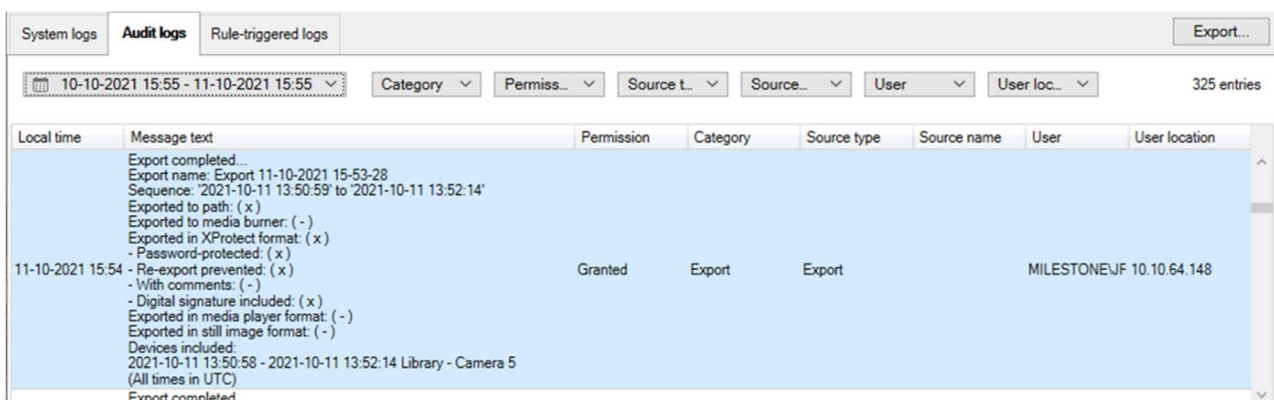 System logs Audit logs Rule-triggered logs Export...
10-10-2021 15:55 - 11-10-2021 15:55 Category Permiss... Source t... Source... User User loc... 325 entries
Local time Message text Permission Category Source type Source name User User location
Export completed...
Export name: Export 11-10-2021 15-53-28
Sequence: '2021-10-11 13:50:59' to '2021-10-11 13:52:14'
Exported to path: ( x )
Exported to media burner: ( - )
Exported in XProtect format: ( x )
- Password-protected: ( x )
11-10-2021 15:54 - Re-export prevented: ( x ) Granted Export Export MILESTONE\JF 10.10.64.148
- With comments: ( - )
- Digital signature included: ( x )
Exported in media player format: ( - )
Exported in still image format: ( - )
Devices included:
2021-10-11 13:50:58 - 2021-10-11 13:52:14 Library - Camera 5
(All times in UTC)
Export completed